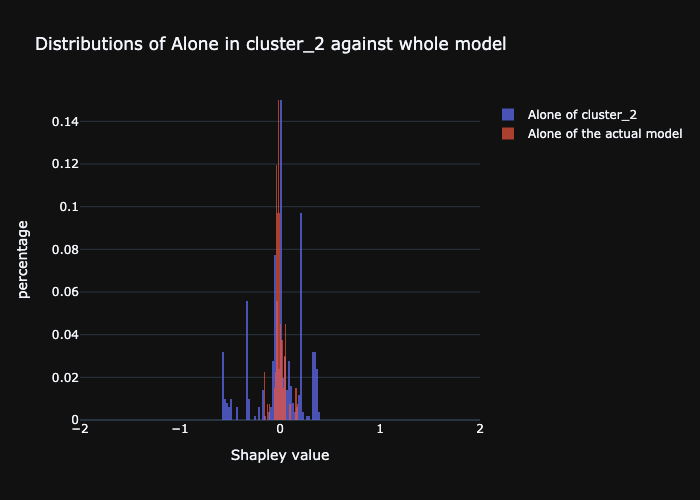 Distributions of Alone in cluster_2 against whole model
Alone of cluster_2
Alone of the actual model
0.14
0.12
0.1
0.08
0.06
0.04
0.02
0
percentage
−2
−1
0
1
2
Shapley value